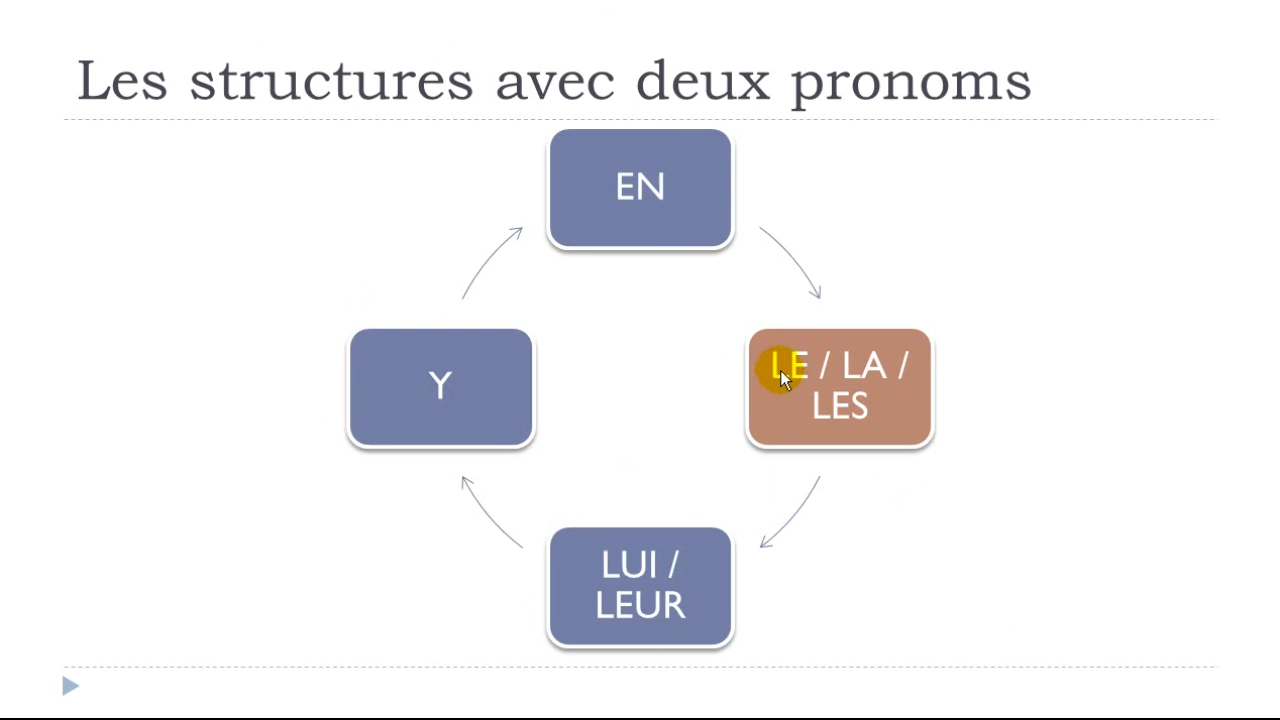 Les structures avec deux pronoms
EN
LE / LA /
LES
LUI /
LEUR
Y